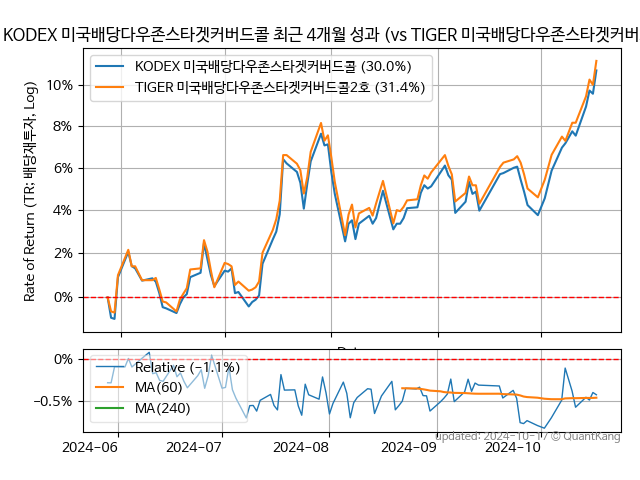 KODEX 미국배당다우존스타겟커버드콜 최근 4개월 성과 (vs TIGER 미국배당다우존스타겟커버
KODEX 미국배당다우존스타겟커버드콜 (30.0%)
TIGER 미국배당다우존스타겟커버드콜2호 (31.4%)
Rate of Return (TR: 배당재투자, Log)
10%
8%
6%
4%
2%
0%
Relative (−1.1%)
MA(60)
MA(240)
0%
−0.5%
2024−06
2024−07
2024−08
2024−09
2024−10
updated: 2024-10-17 © QuantKang